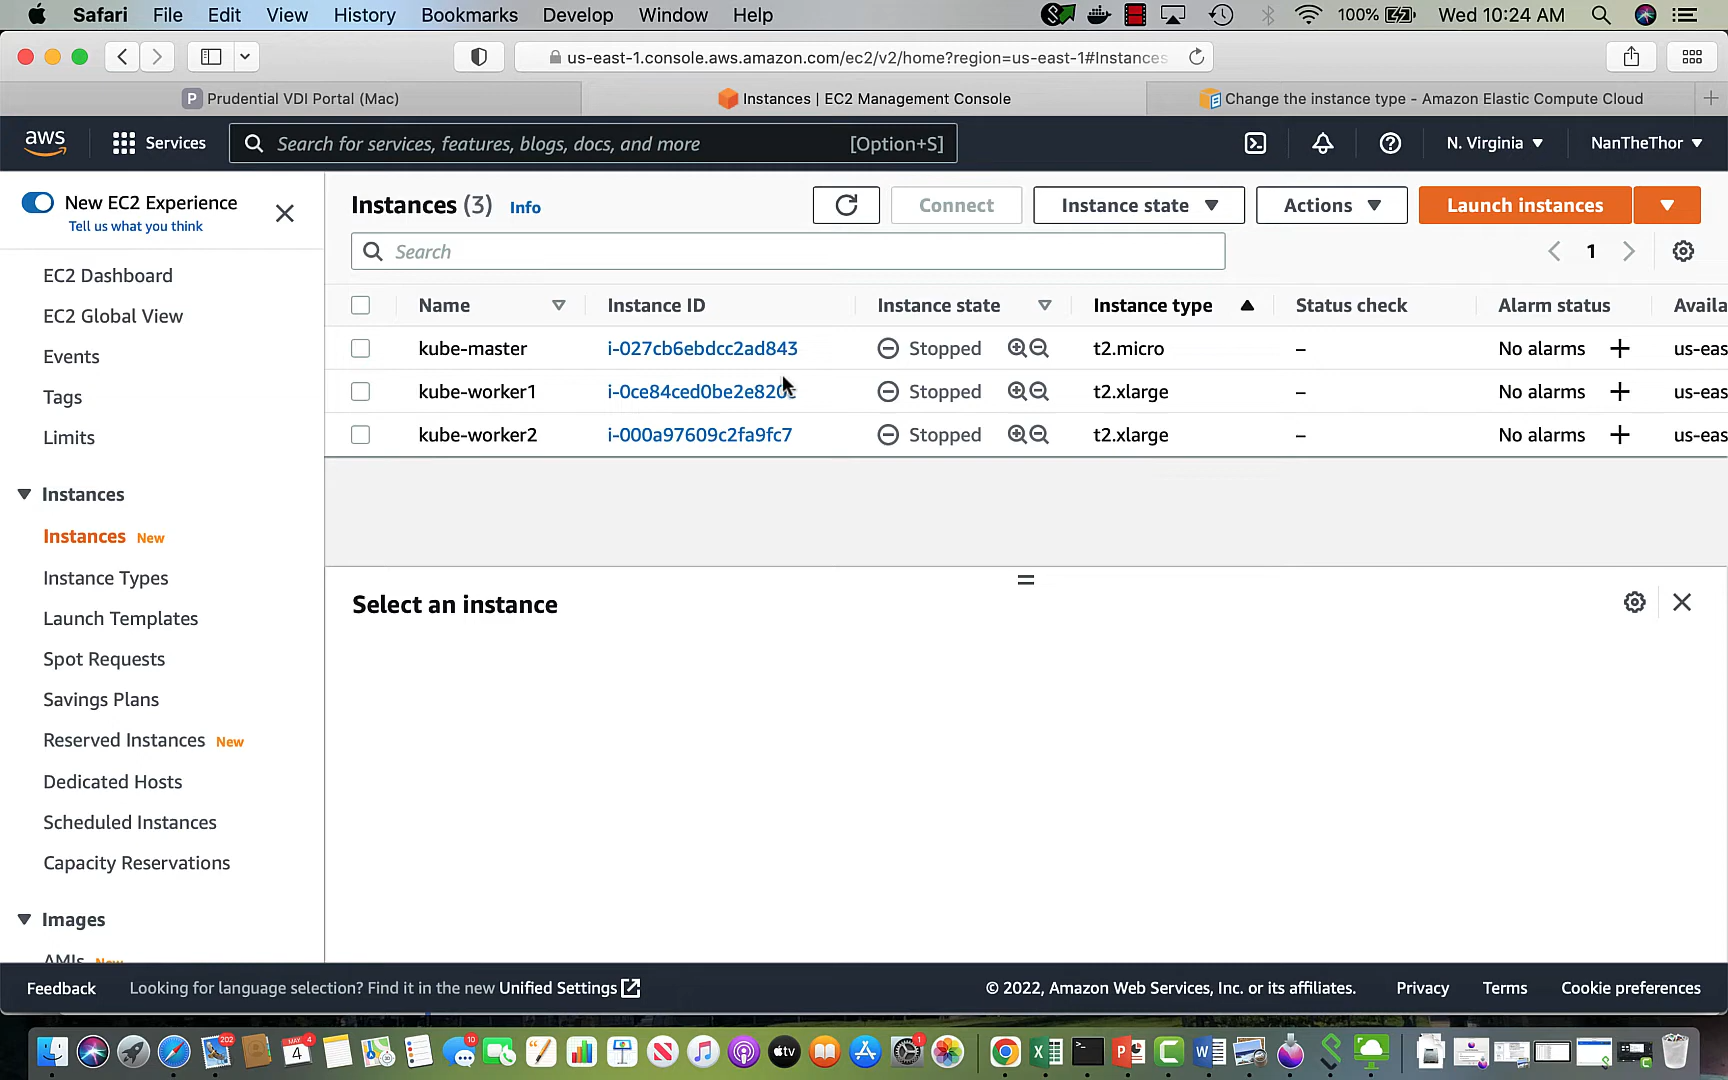 Safari File Edit View History Bookmarks Develop Window Help 100% Wed 10:24 AM
us-east-1.console.aws.amazon.com/ec2/v2/home?region=us-east-1#Instances
P Prudential VDI Portal (Mac) Instances | EC2 Management Console Change the instance type - Amazon Elastic Compute Cloud
aws Services Search for services, features, blogs, docs, and more [Option+S] N. Virginia NanTheThor
New EC2 Experience
Tell us what you think
EC2 Dashboard
EC2 Global View
Events
Tags
Limits
Instances
Instances New
Instance Types
Launch Templates
Spot Requests
Savings Plans
Reserved Instances New
Dedicated Hosts
Scheduled Instances
Capacity Reservations
Images
AMIs New
Instances (3) Info Connect Instance state Actions Launch instances
Search 1
Name Instance ID Instance state Instance type Status check Alarm status Availa
kube-master i-027cb6ebdcc2ad843 Stopped t2.micro – No alarms us-eas
kube-worker1 Stopped t2.xlarge – No alarms us-eas
kube-worker2 i-000a97609c2fa9fc7 Stopped t2.xlarge – No alarms us-eas
Select an instance
Feedback Looking for language selection? Find it in the new Unified Settings © 2022, Amazon Web Services, Inc. or its affiliates. Privacy Terms Cookie preferences
202 MAY 4 10 tv 1